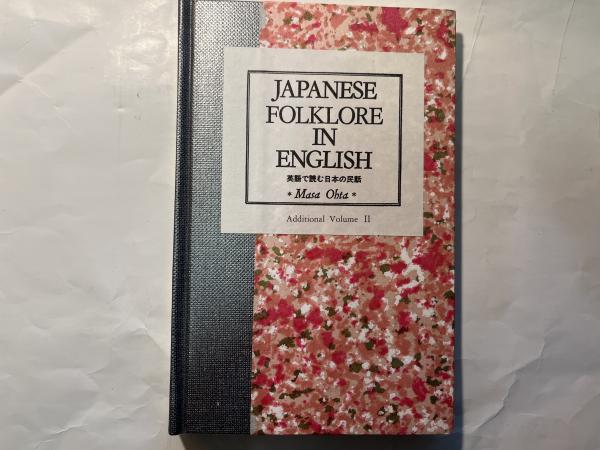 JAPANESE
FOLKLORE
IN
ENGLISH
英語で読む日本の民話
* Masa Ohta *
Additional Volume II